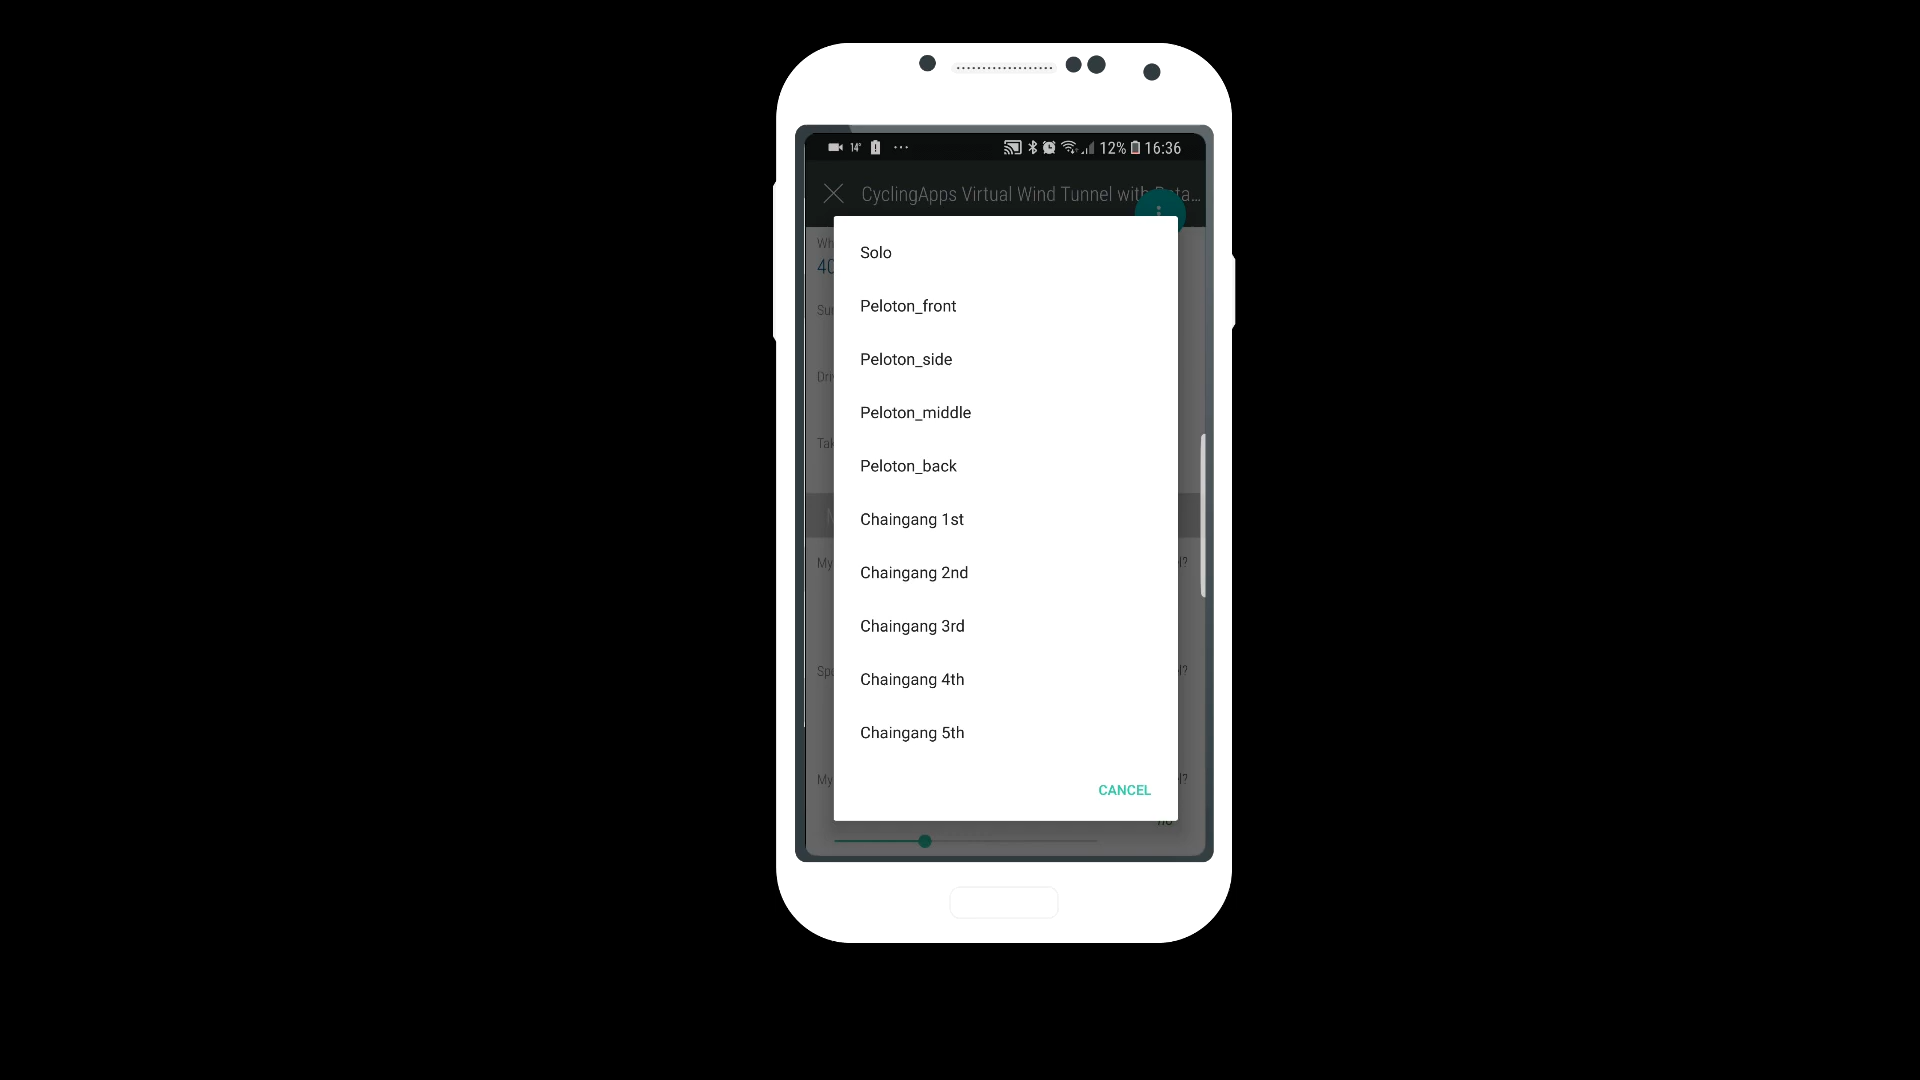 14° 12% 16:36
CyclingApps Virtual Wind Tunnel with Data…
Solo
Peloton_front
Peloton_side
Peloton_middle
Peloton_back
Chaingang 1st
Chaingang 2nd
Chaingang 3rd
Chaingang 4th
Chaingang 5th
CANCEL